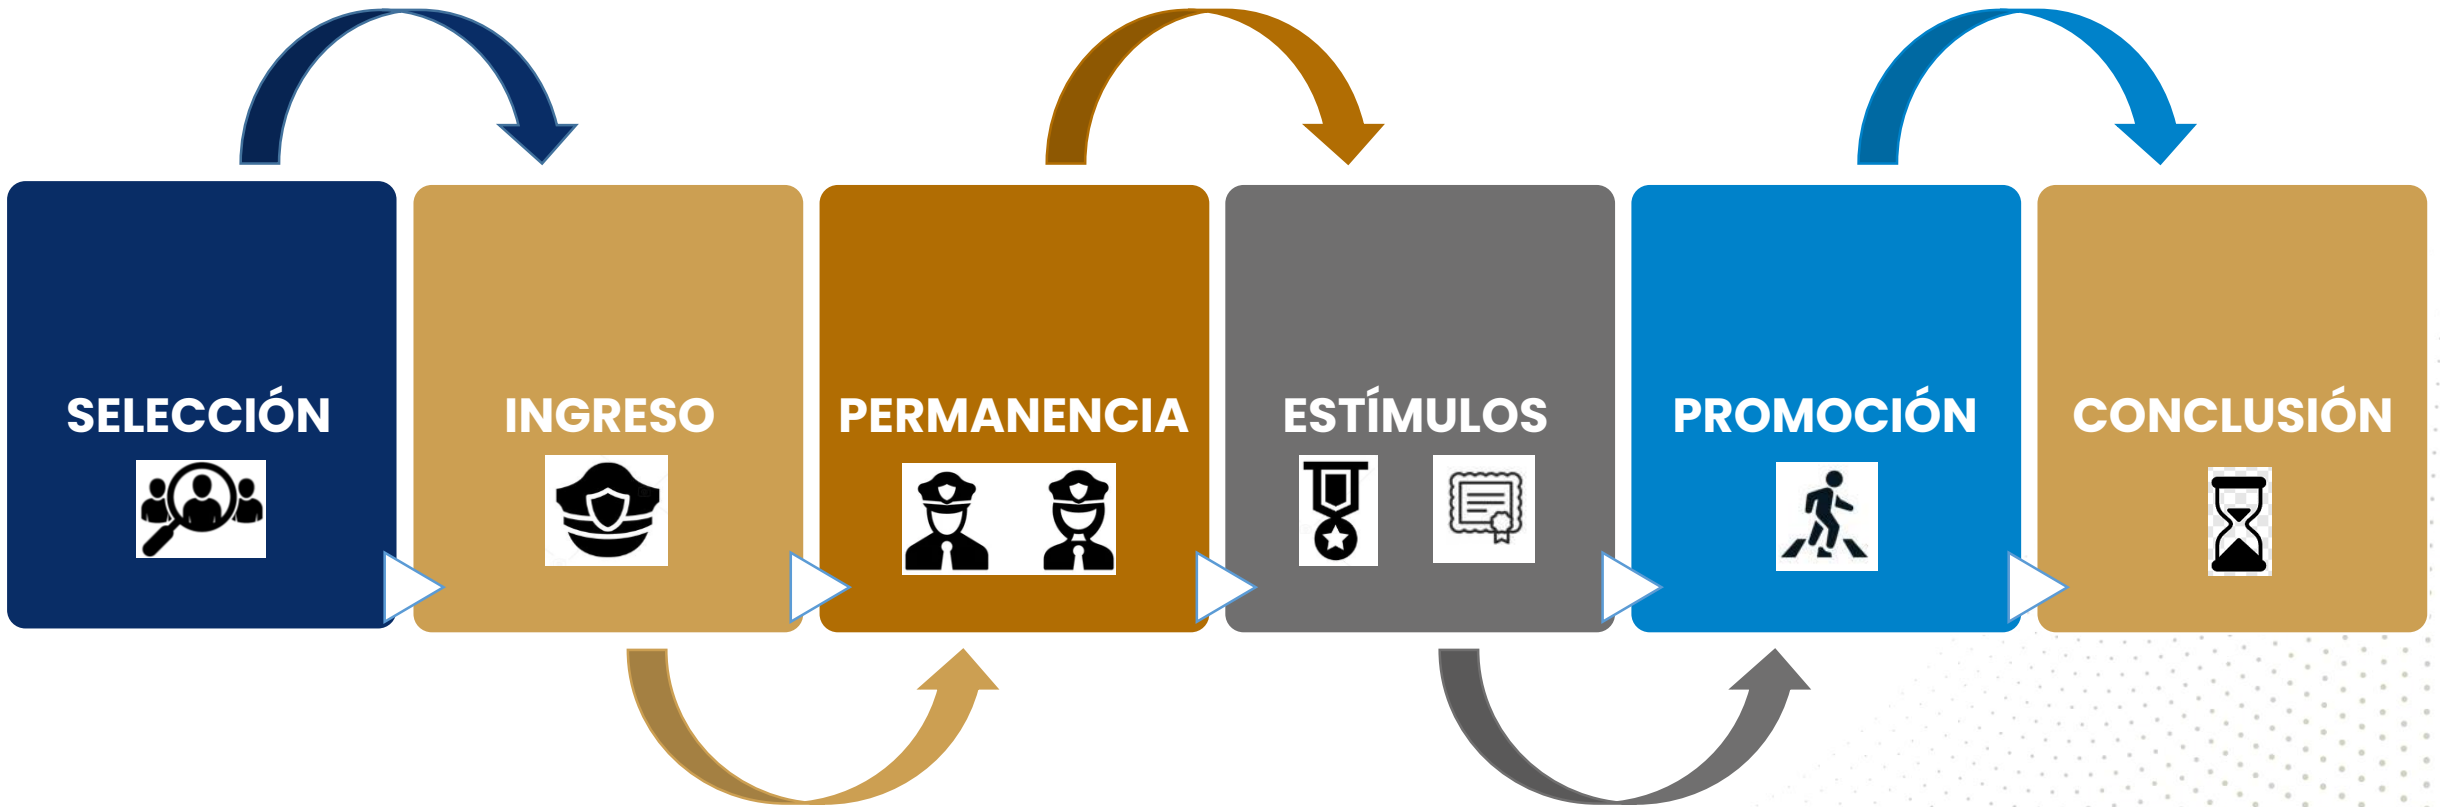 SELECCIÓN
INGRESO
PERMANENCIA
ESTÍMULOS
PROMOCIÓN
CONCLUSIÓN